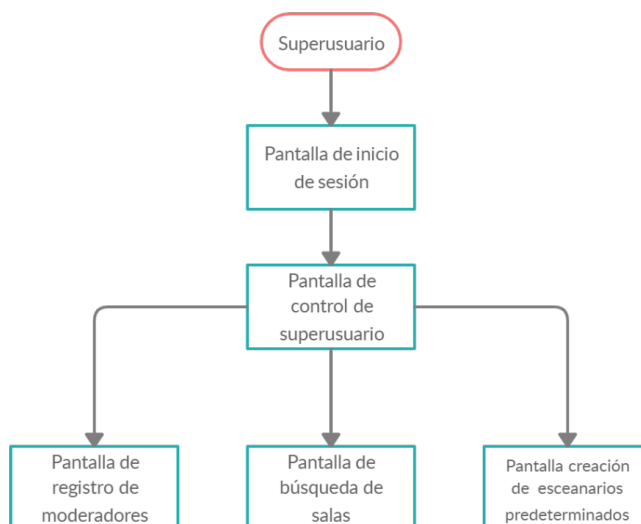 Superusuario
Pantalla de inicio
de sesión
Pantalla de
control de
superusuario
Pantalla de
registro de
moderadores
Pantalla de
búsqueda de
salas
Pantalla creación
de esceanarios
predeterminados